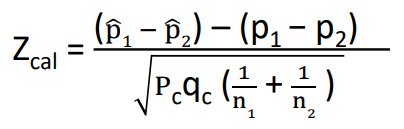 Z_cal = ((p̂₁ − p̂₂) − (p₁ − p₂)) / √(P_c q_c (1/n₁ + 1/n₂))